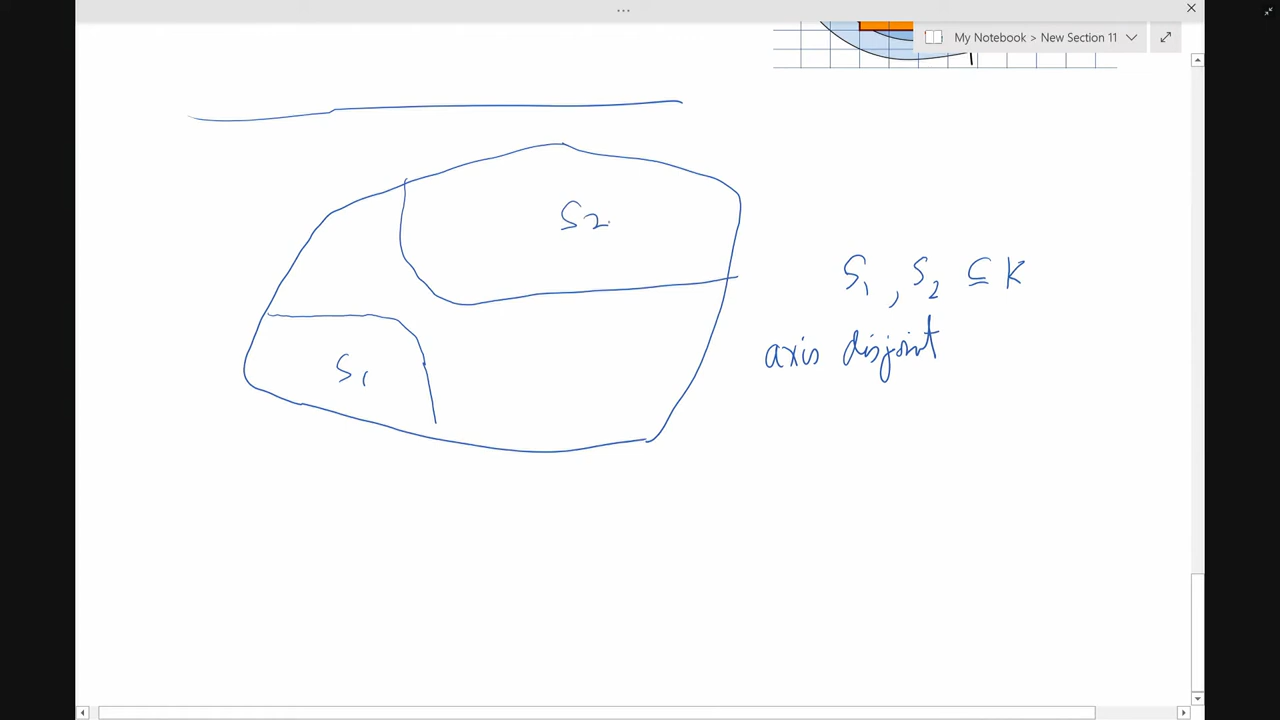 ...
My Notebook > New Section 11
S2
S₁, S₂ ⊆ K
axis disjoint
S₁